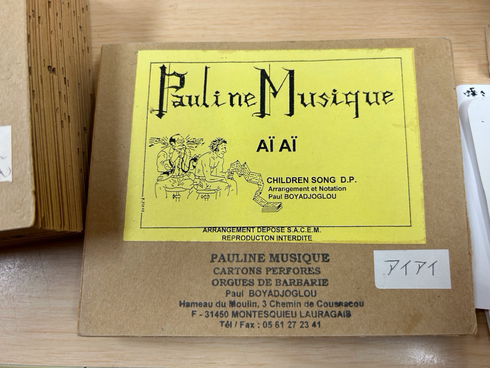 Pauline Musique
AÏ AÏ
CHILDREN SONG D.P.
Arrangement et Notation
Paul BOYADJOGLOU
ARRANGEMENT DEPOSE S.A.C.E.M.
REPRODUCTON INTERDITE
PAULINE MUSIQUE
CARTONS PERFORES
ORGUES DE BARBARIE
Paul BOYADJOGLOU
Hameau du Moulin, 3 Chemin de Coussacou
F - 31450 MONTESQUIEU LAURAGAIS
Tél / Fax : 05 61 27 23 41
アイアイ